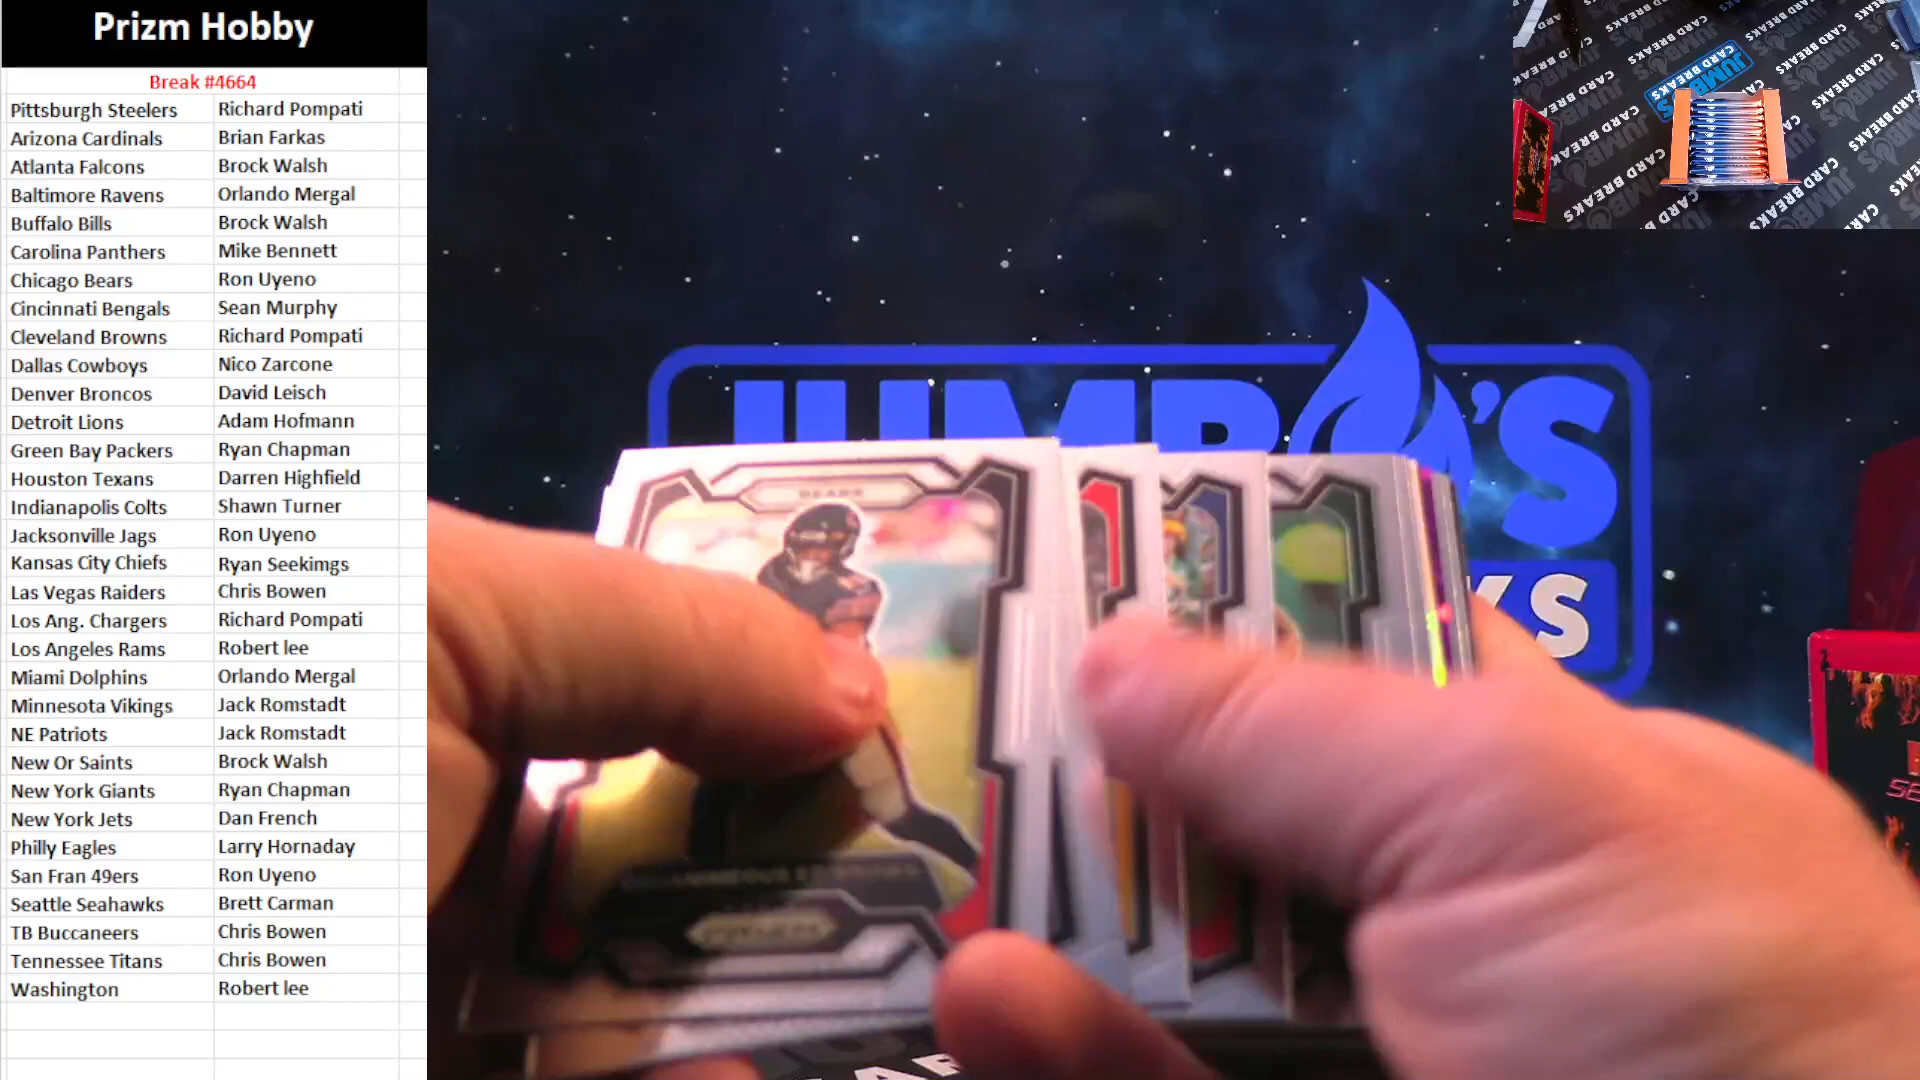 Prizm Hobby
Break #4664
Pittsburgh Steelers Richard Pompati
Arizona Cardinals Brian Farkas
Atlanta Falcons Brock Walsh
Baltimore Ravens Orlando Mergal
Buffalo Bills Brock Walsh
Carolina Panthers Mike Bennett
Chicago Bears Ron Uyeno
Cincinnati Bengals Sean Murphy
Cleveland Browns Richard Pompati
Dallas Cowboys Nico Zarcone
Denver Broncos David Leisch
Detroit Lions Adam Hofmann
Green Bay Packers Ryan Chapman
Houston Texans Darren Highfield
Indianapolis Colts Shawn Turner
Jacksonville Jags Ron Uyeno
Kansas City Chiefs Ryan Seekings
Las Vegas Raiders Chris Bowen
Los Ang. Chargers Richard Pompati
Los Angeles Rams Robert lee
Miami Dolphins Orlando Mergal
Minnesota Vikings Jack Romstadt
NE Patriots Jack Romstadt
New Or Saints Brock Walsh
New York Giants Ryan Chapman
New York Jets Dan French
Philly Eagles Larry Hornaday
San Fran 49ers Ron Uyeno
Seattle Seahawks Brett Carman
TB Buccaneers Chris Bowen
Tennessee Titans Chris Bowen
Washington Robert lee
JUMBO'S
CARD BREAKS
BEARS
PRIZM